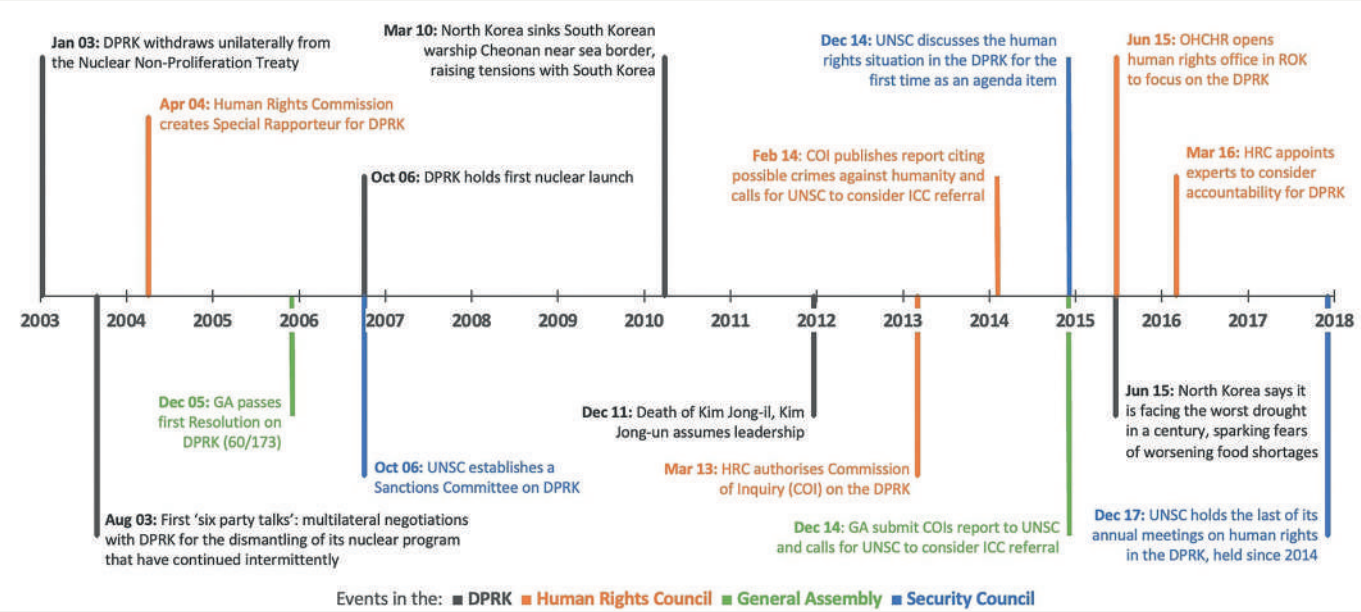 Jan 03: DPRK withdraws unilaterally from
the Nuclear Non-Proliferation Treaty
Apr 04: Human Rights Commission
creates Special Rapporteur for DPRK
Oct 06: DPRK holds first nuclear launch
Mar 10: North Korea sinks South Korean
warship Cheonan near sea border,
raising tensions with South Korea
Feb 14: COI publishes report citing
possible crimes against humanity and
calls for UNSC to consider ICC referral
Dec 14: UNSC discusses the human
rights situation in the DPRK for the
first time as an agenda item
Jun 15: OHCHR opens
human rights office in ROK
to focus on the DPRK
Mar 16: HRC appoints
experts to consider
accountability for DPRK
2003 2004 2005 2006 2007 2008 2009 2010 2011 2012 2013 2014 2015 2016 2017 2018
Aug 03: First ‘six party talks’: multilateral negotiations
with DPRK for the dismantling of its nuclear program
that have continued intermittently
Dec 05: GA passes
first Resolution on
DPRK (60/173)
Oct 06: UNSC establishes a
Sanctions Committee on DPRK
Dec 11: Death of Kim Jong-il, Kim
Jong-un assumes leadership
Mar 13: HRC authorises Commission
of Inquiry (COI) on the DPRK
Dec 14: GA submit COIs report to UNSC
and calls for UNSC to consider ICC referral
Jun 15: North Korea says it
is facing the worst drought
in a century, sparking fears
of worsening food shortages
Dec 17: UNSC holds the last of its
annual meetings on human rights
in the DPRK, held since 2014
Events in the: DPRK Human Rights Council General Assembly Security Council